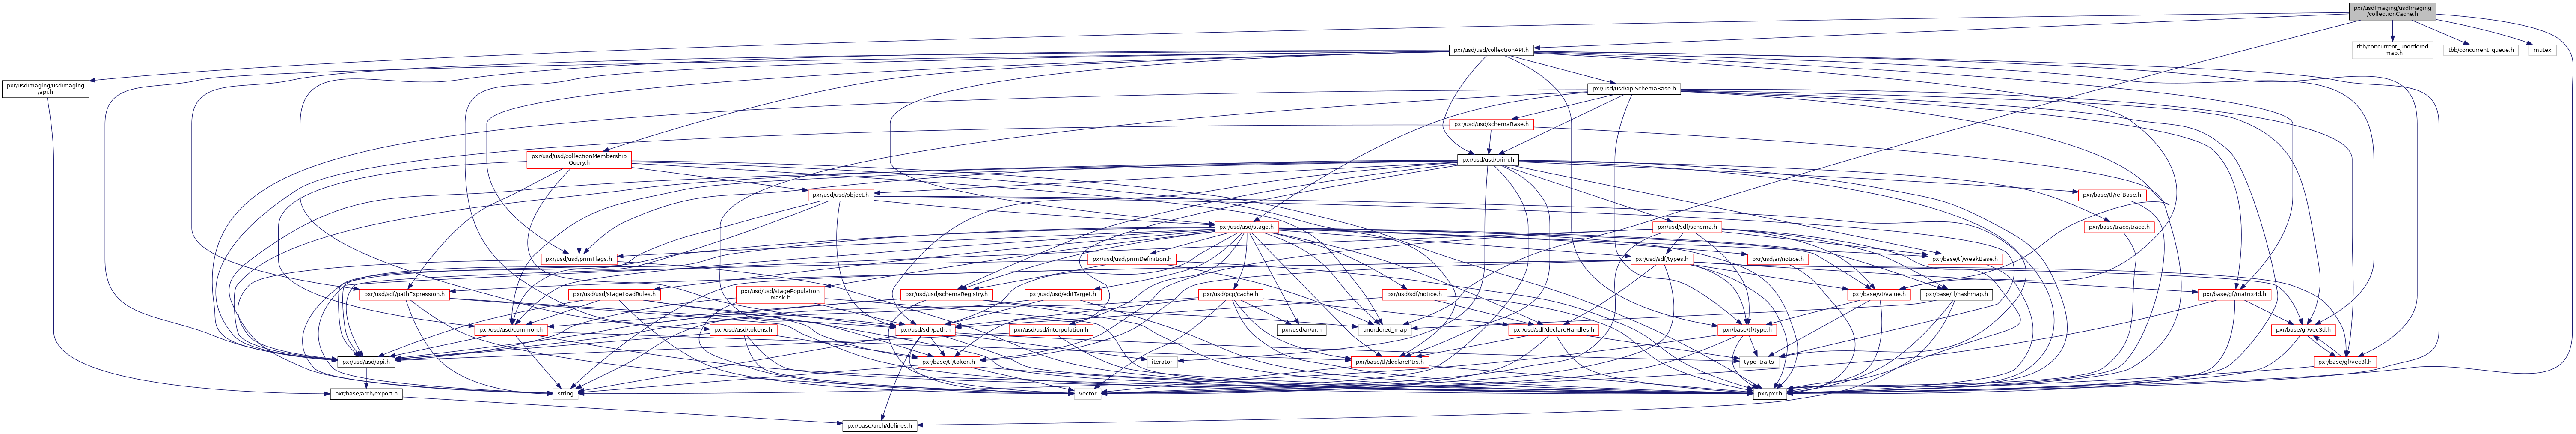 pxr/usdImaging/usdImaging
/collectionCache.h
pxr/usd/usd/collectionAPI.h
tbb/concurrent_unordered
_map.h
tbb/concurrent_queue.h
mutex
pxr/usdImaging/usdImaging
/api.h
pxr/usd/usd/apiSchemaBase.h
pxr/usd/usd/schemaBase.h
pxr/usd/usd/collectionMembership
Query.h
pxr/usd/usd/prim.h
pxr/usd/usd/object.h
pxr/base/tf/refBase.h
pxr/usd/usd/stage.h
pxr/usd/sdf/schema.h
pxr/base/trace/trace.h
pxr/usd/usd/primFlags.h
pxr/usd/usd/primDefinition.h
pxr/usd/sdf/types.h
pxr/usd/ar/notice.h
pxr/base/tf/weakBase.h
pxr/usd/sdf/pathExpression.h
pxr/usd/usd/stageLoadRules.h
pxr/usd/usd/stagePopulation
Mask.h
pxr/usd/usd/schemaRegistry.h
pxr/usd/usd/editTarget.h
pxr/usd/pcp/cache.h
pxr/usd/sdf/notice.h
pxr/base/vt/value.h
pxr/base/tf/hashmap.h
pxr/base/gf/matrix4d.h
pxr/usd/usd/common.h
pxr/usd/usd/tokens.h
pxr/usd/sdf/path.h
pxr/usd/usd/interpolation.h
pxr/usd/ar/ar.h
unordered_map
pxr/usd/sdf/declareHandles.h
pxr/base/tf/type.h
pxr/base/gf/vec3d.h
pxr/usd/usd/api.h
pxr/base/tf/token.h
iterator
pxr/base/tf/declarePtrs.h
type_traits
pxr/base/gf/vec3f.h
pxr/base/arch/export.h
string
vector
pxr/pxr.h
pxr/base/arch/defines.h